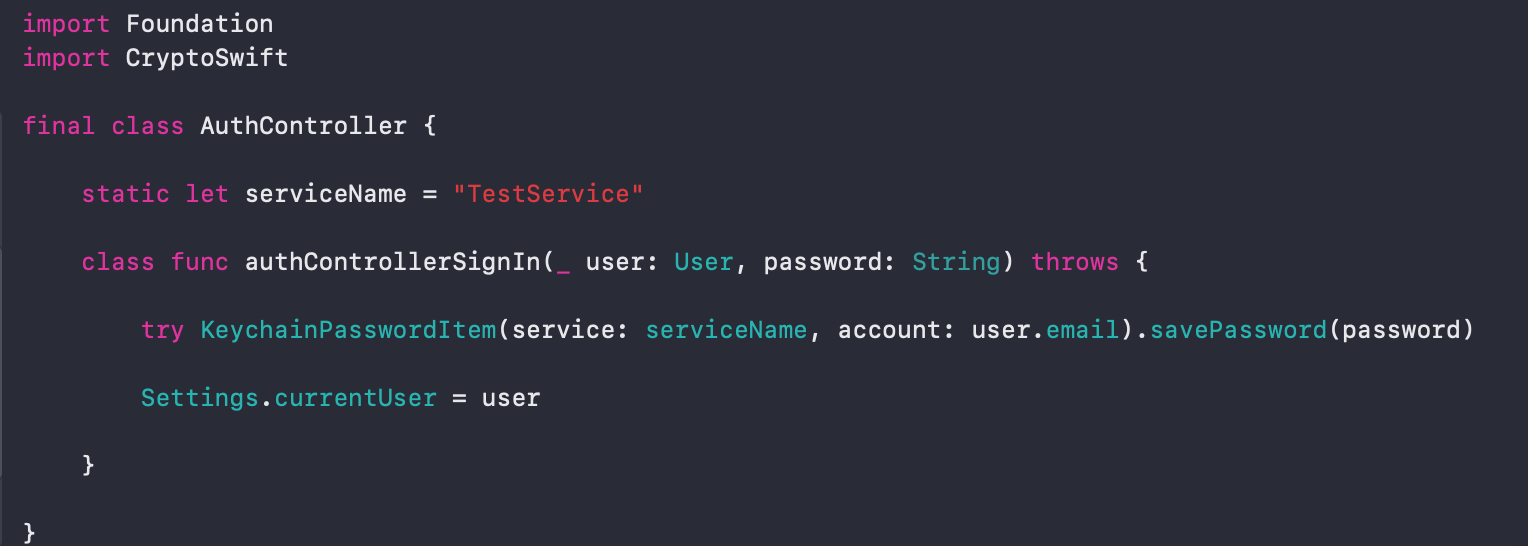 import Foundation
import CryptoSwift
final class AuthController {
static let serviceName = "TestService"
class func authControllerSignIn(_ user: User, password: String) throws {
try KeychainPasswordItem(service: serviceName, account: user.email).savePassword(password)
Settings.currentUser = user
}
}